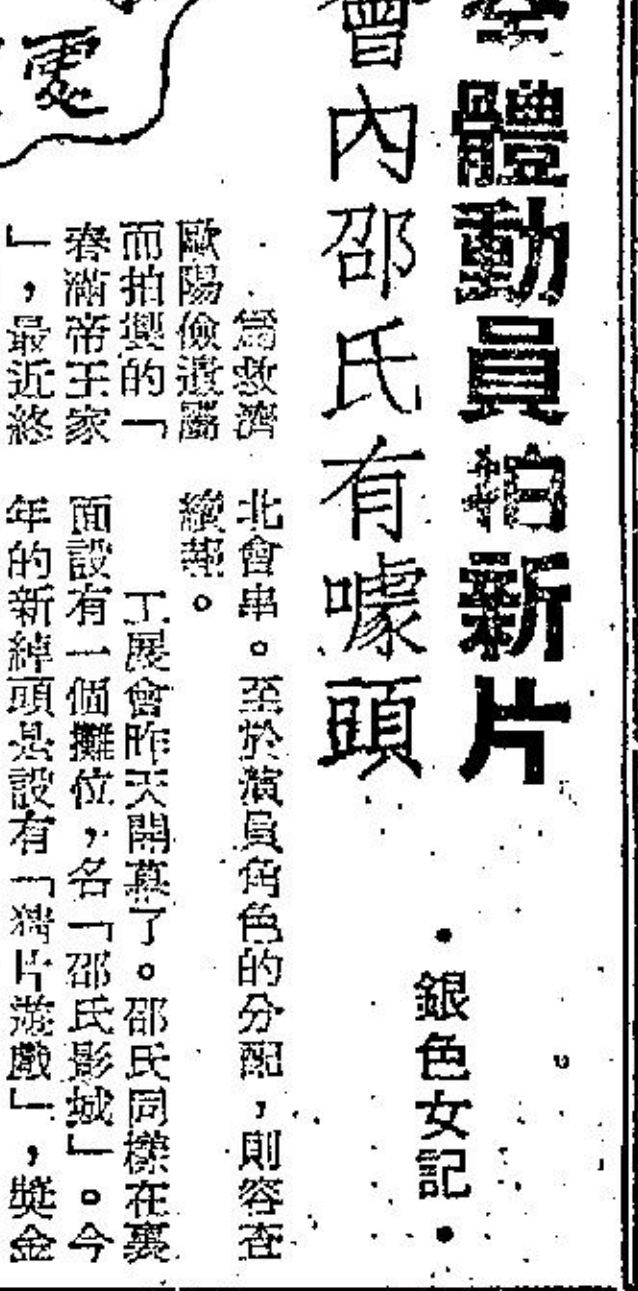 全體動員拍新片
會內邵氏有噱頭
•銀色女記•
爲救濟
歐陽儉遺屬
而拍製的「
春滿帝王家
」，最近終
北會串。至於演員角色的分配，則容查
續報。
工展會昨天開幕了。邵氏同樣在裏
面設有一個攤位，名「邵氏影城」。今
年的新綽頭是設有「猜片遊戲」，獎金